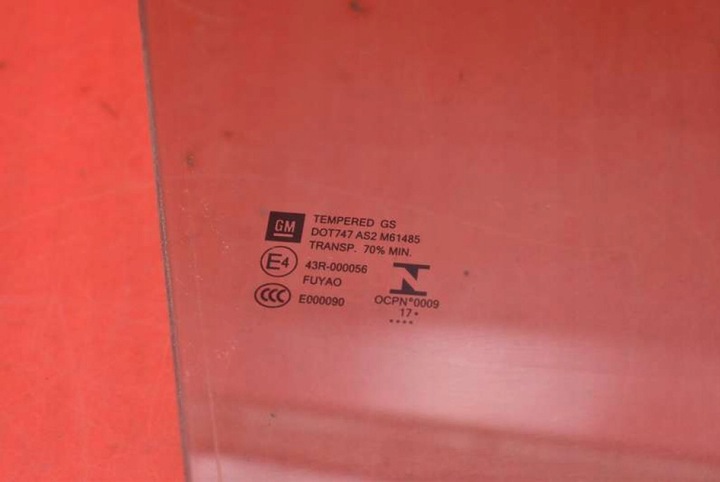 GM
TEMPERED GS
DOT747 AS2 M61485
TRANSP. 70% MIN.
E4
43R-000056
FUYAO
CCC
E000090
N
OCPN°0009
17•
••••